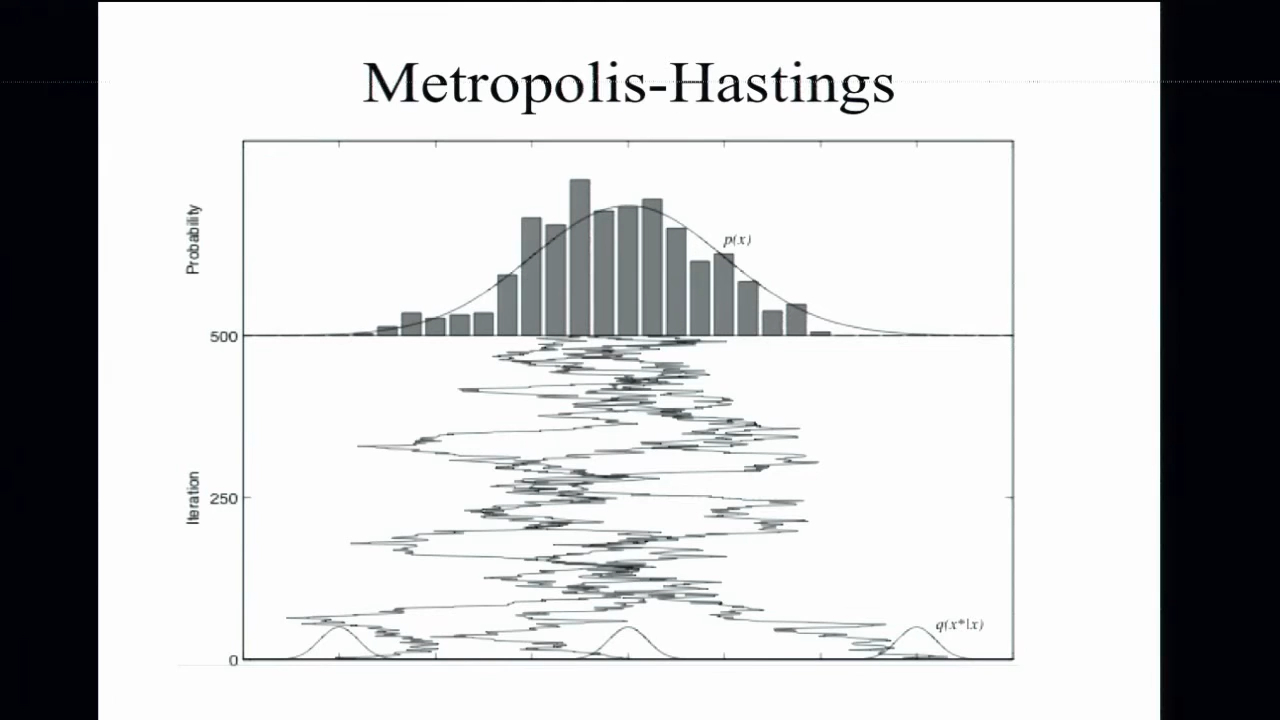 Metropolis-Hastings
Probability
p(x)
500
Iteration
250
q(x*|x)
0